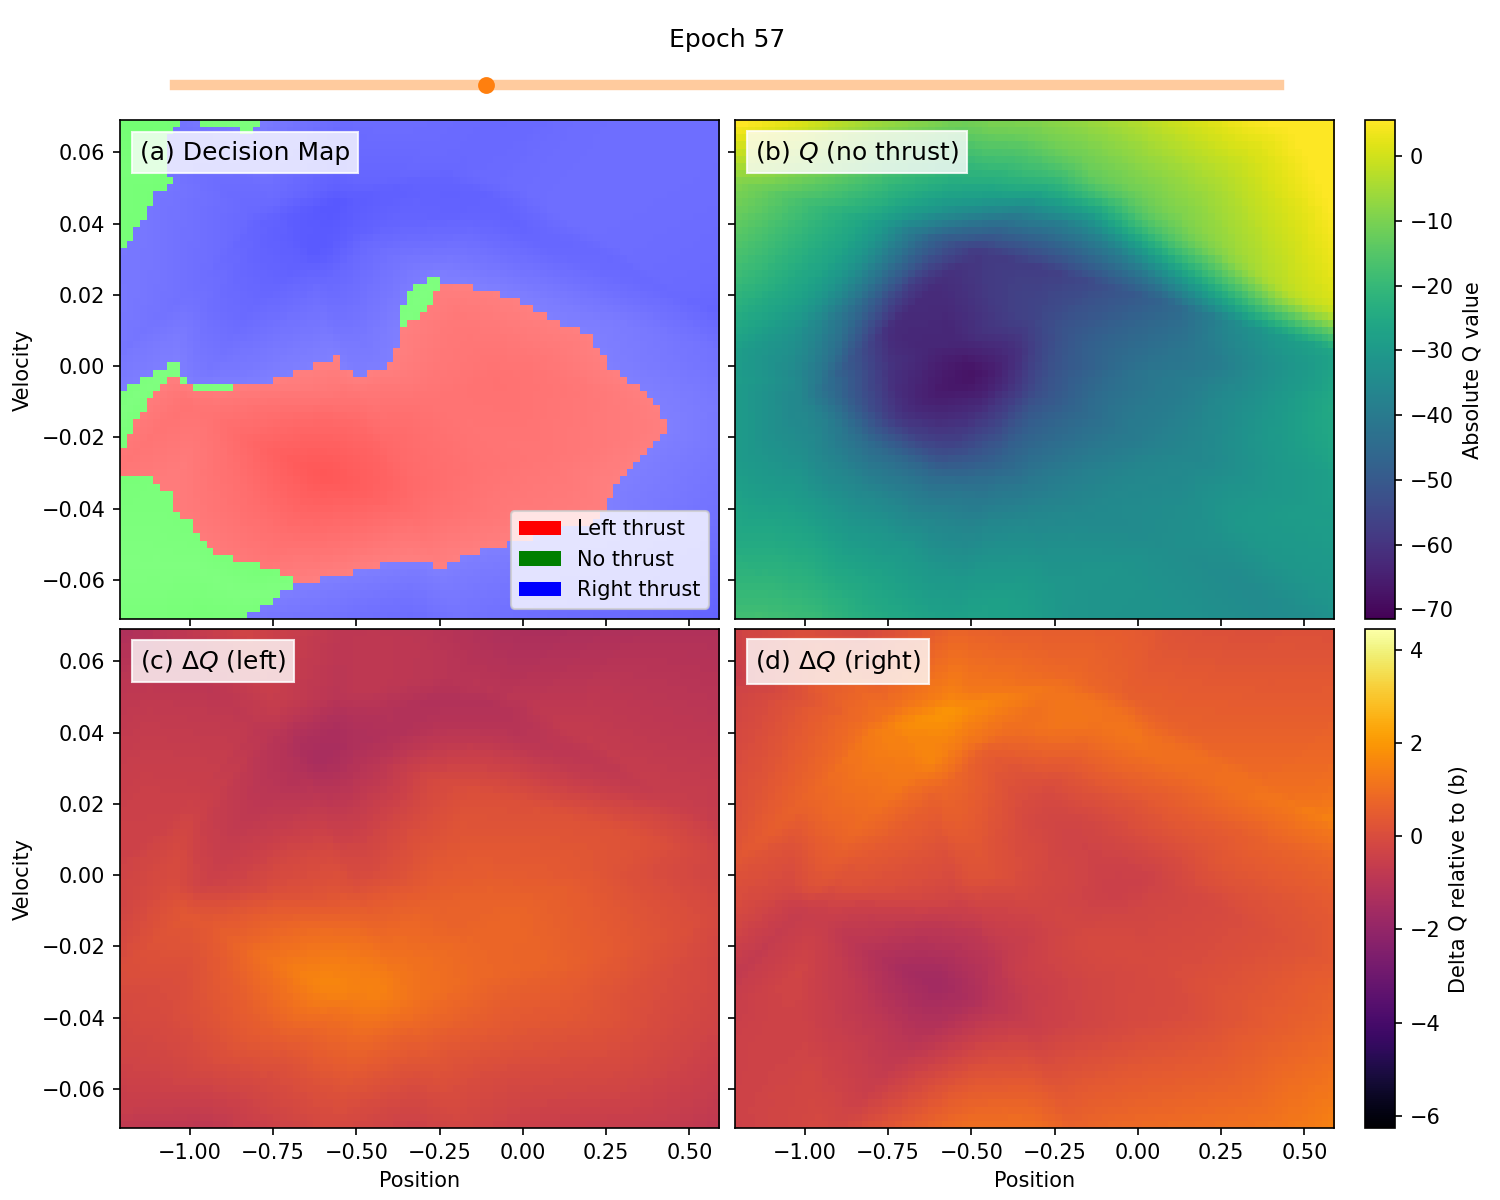 Epoch 57
(a) Decision Map
(b) Q (no thrust)
0.06
0.04
0.02
0.00
−0.02
−0.04
−0.06
Velocity
Left thrust
No thrust
Right thrust
0
−10
−20
−30
−40
−50
−60
−70
Absolute Q value
(c) ΔQ (left)
(d) ΔQ (right)
0.06
0.04
0.02
0.00
−0.02
−0.04
−0.06
Velocity
4
2
0
−2
−4
−6
Delta Q relative to (b)
−1.00 −0.75 −0.50 −0.25 0.00 0.25 0.50
Position
−1.00 −0.75 −0.50 −0.25 0.00 0.25 0.50
Position